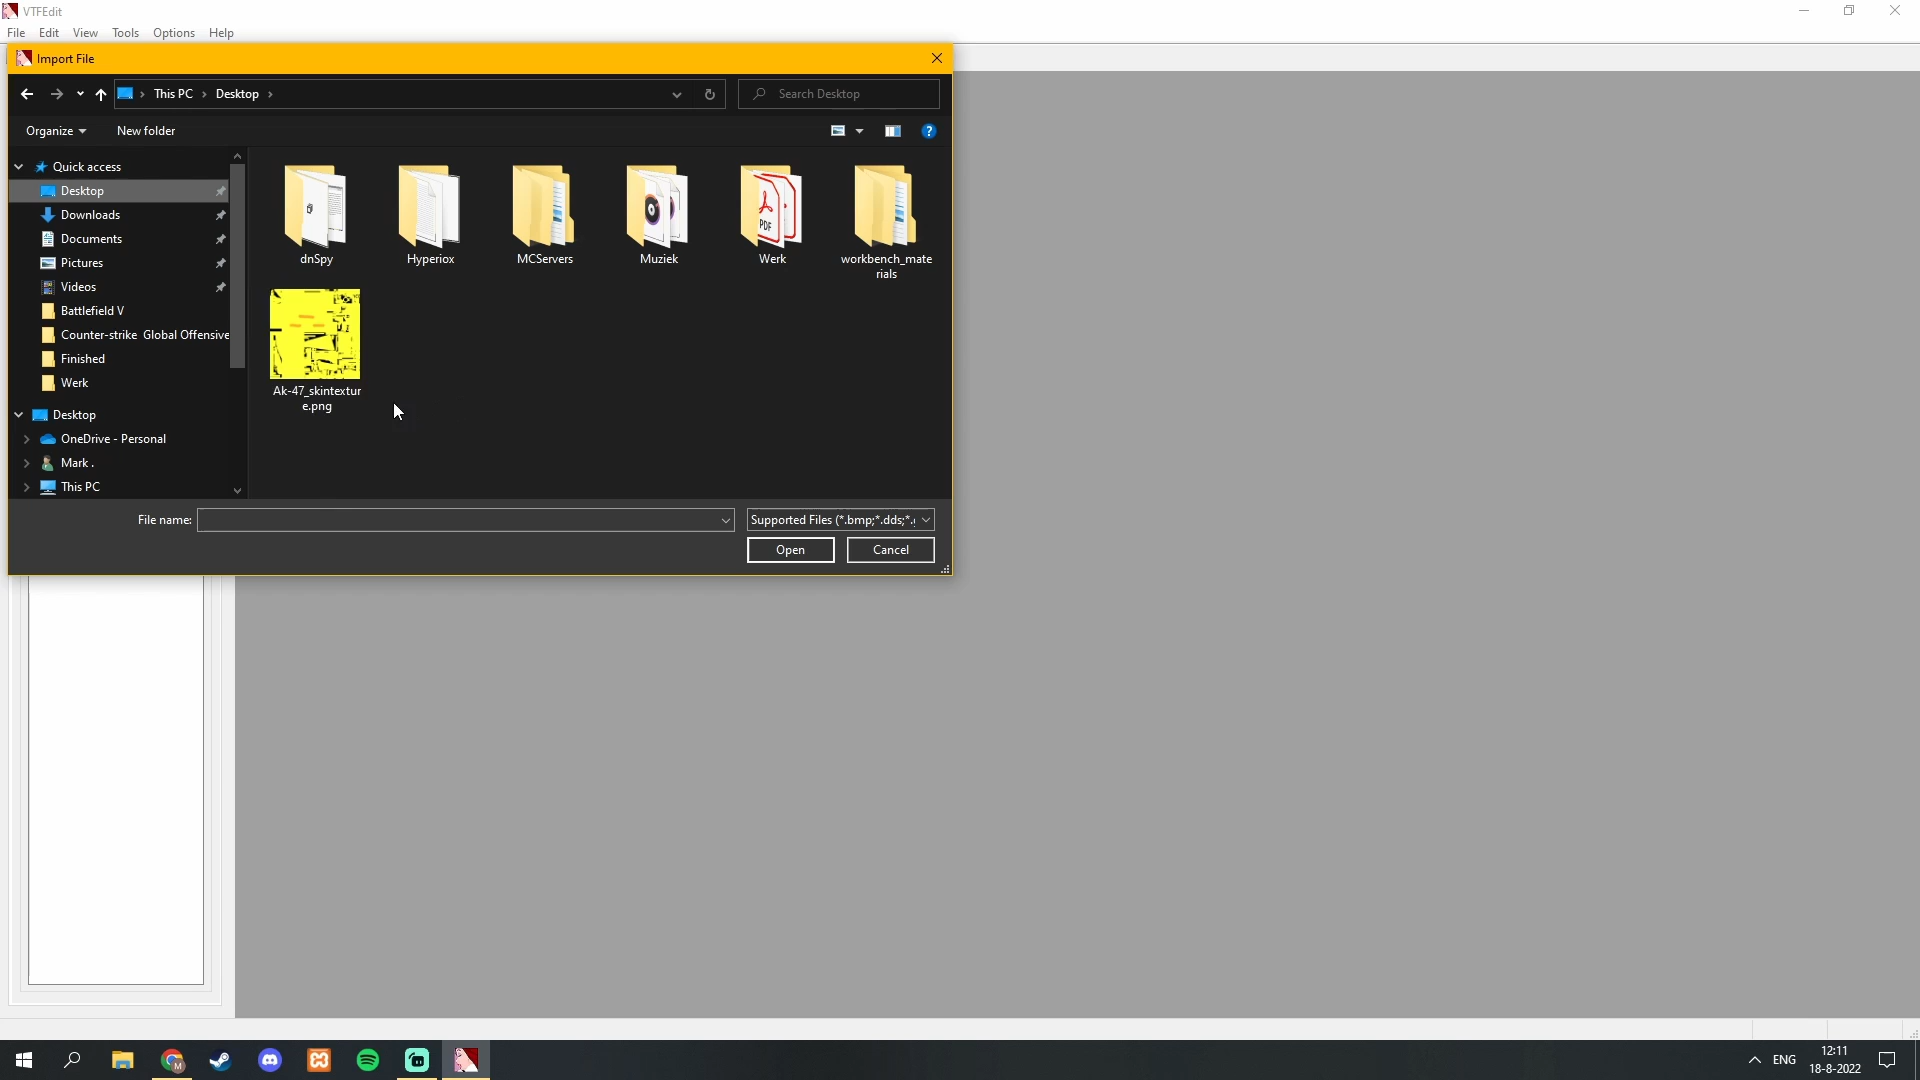 VTFEdit
File Edit View Tools Options Help
Import File
This PC Desktop
Search Desktop
Organize New folder
Quick access
Desktop
Downloads
Documents
Pictures
Videos
Battlefield V
Counter-strike Global Offensive
Finished
Werk
Desktop
OneDrive - Personal
Mark .
This PC
dnSpy
Hyperiox
MCServers
Muziek
PDF
Werk
workbench_mate
rials
Ak-47_skintextur
e.png
File name:
Supported Files (*.bmp;*.dds;*.
Open Cancel
ENG
12:11
18-8-2022